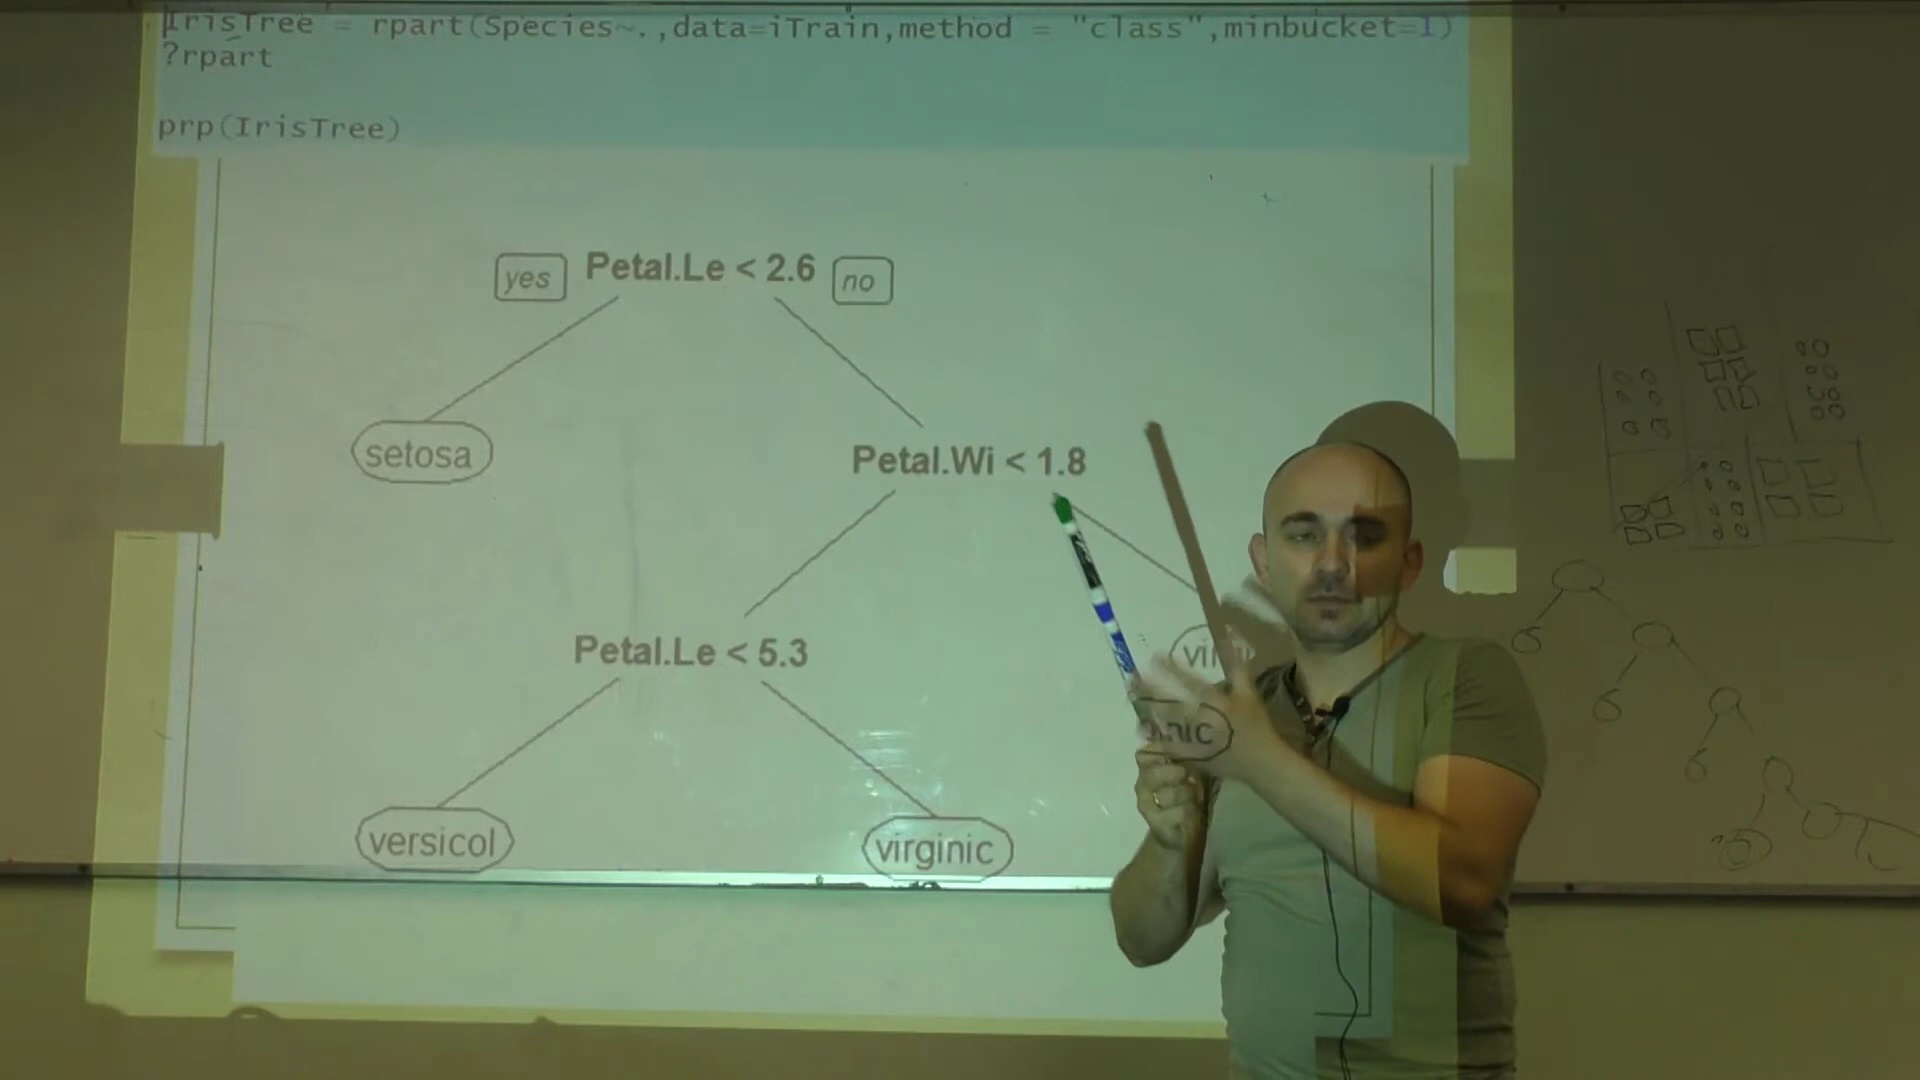 IrisTree = rpart(Species~.,data=iTrain,method = "class",minbucket=1)
?rpart
prp(IrisTree)
yes Petal.Le < 2.6 no
setosa
Petal.Wi < 1.8
Petal.Le < 5.3
versicol
virginic